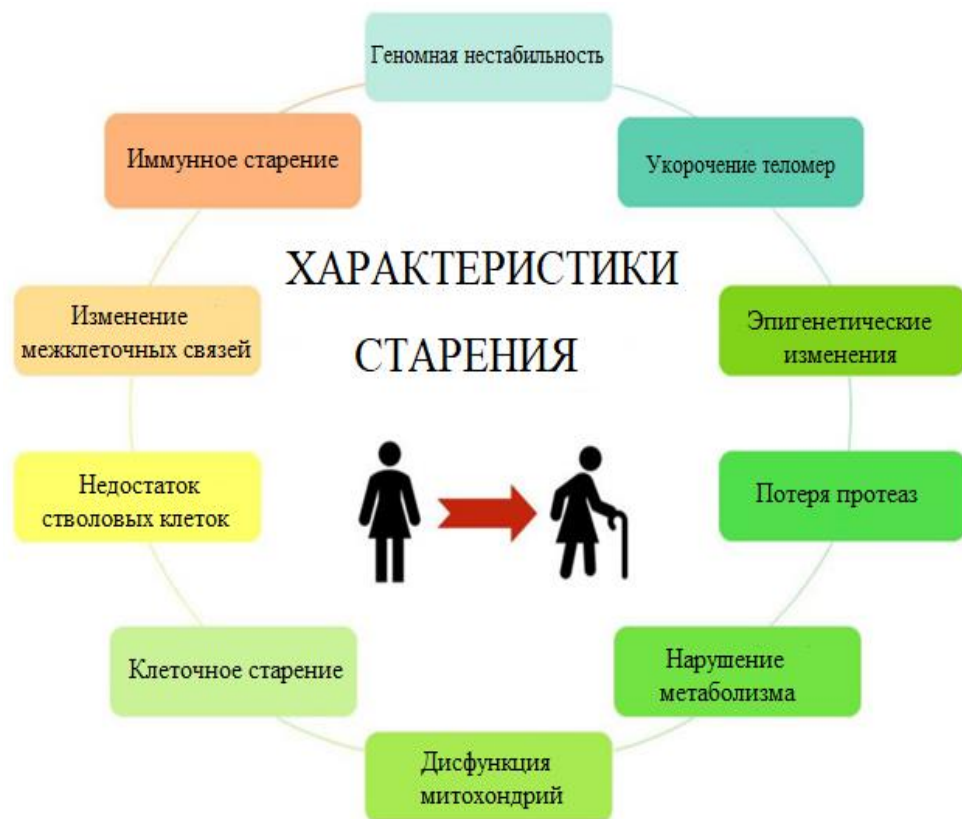 Геномная нестабильность
Укорочение теломер
Эпигенетические
изменения
Потеря протеаз
Нарушение
метаболизма
Дисфункция
митохондрий
Клеточное старение
Недостаток
стволовых клеток
Изменение
межклеточных связей
Иммунное старение
ХАРАКТЕРИСТИКИ
СТАРЕНИЯ